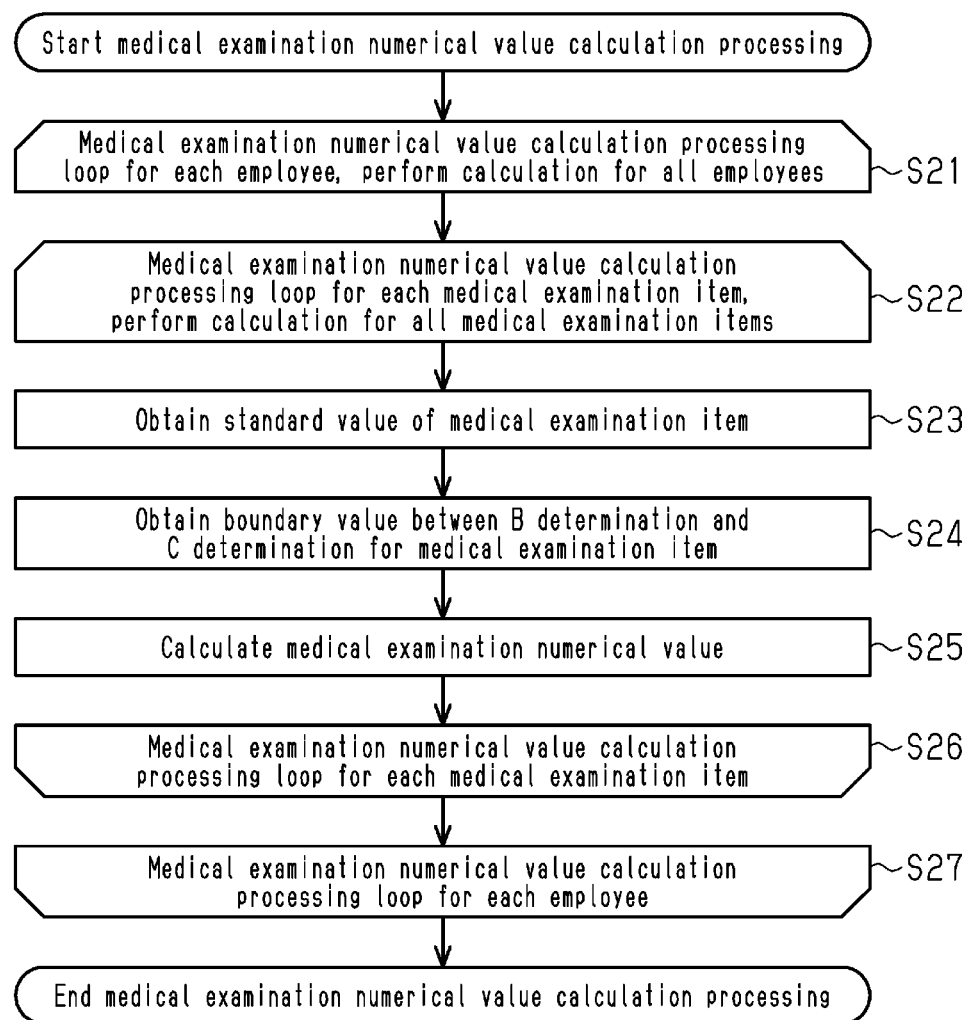 Start medical examination numerical value calculation processing
Medical examination numerical value calculation processing
loop for each employee, perform calculation for all employees
S21
Medical examination numerical value calculation
processing loop for each medical examination item,
perform calculation for all medical examination items
S22
Obtain standard value of medical examination item
S23
Obtain boundary value between B determination and
C determination for medical examination item
S24
Calculate medical examination numerical value
S25
Medical examination numerical value calculation
processing loop for each medical examination item
S26
Medical examination numerical value calculation
processing loop for each employee
S27
End medical examination numerical value calculation processing